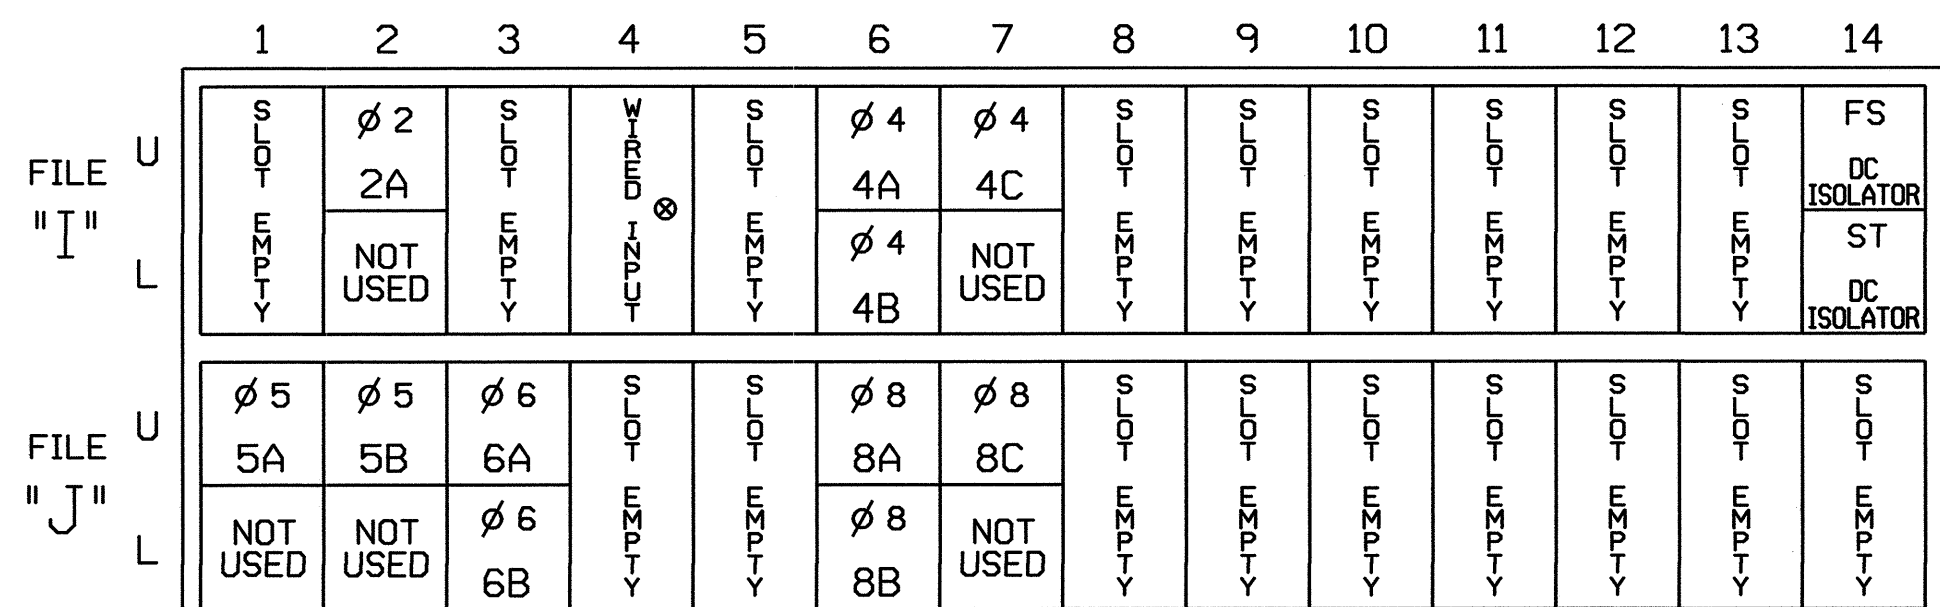 1 2 3 4 5 6 7 8 9 10 11 12 13 14
FILE "I"
U
L
SLOT EMPTY
ø 2
2A
NOT USED
SLOT EMPTY
WIRED INPUT ⊗
SLOT EMPTY
ø 4
4A
ø 4
4B
ø 4
4C
NOT USED
SLOT EMPTY
SLOT EMPTY
SLOT EMPTY
SLOT EMPTY
SLOT EMPTY
SLOT EMPTY
FS
DC
ISOLATOR
ST
DC
ISOLATOR
FILE "J"
U
L
ø 5
5A
NOT USED
ø 5
5B
NOT USED
ø 6
6A
ø 6
6B
SLOT EMPTY
SLOT EMPTY
ø 8
8A
ø 8
8B
ø 8
8C
NOT USED
SLOT EMPTY
SLOT EMPTY
SLOT EMPTY
SLOT EMPTY
SLOT EMPTY
SLOT EMPTY
SLOT EMPTY